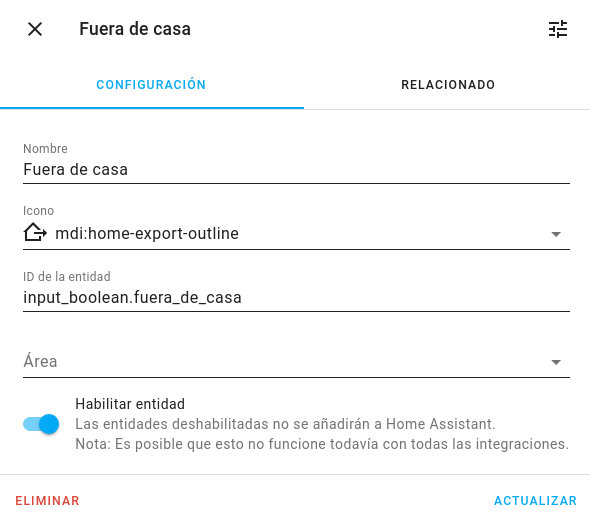 Fuera de casa
CONFIGURACIÓN
RELACIONADO
Nombre
Fuera de casa
Icono
mdi:home-export-outline
ID de la entidad
input_boolean.fuera_de_casa
Área
Habilitar entidad
Las entidades deshabilitadas no se añadirán a Home Assistant.
Nota: Es posible que esto no funcione todavía con todas las integraciones.
ELIMINAR
ACTUALIZAR